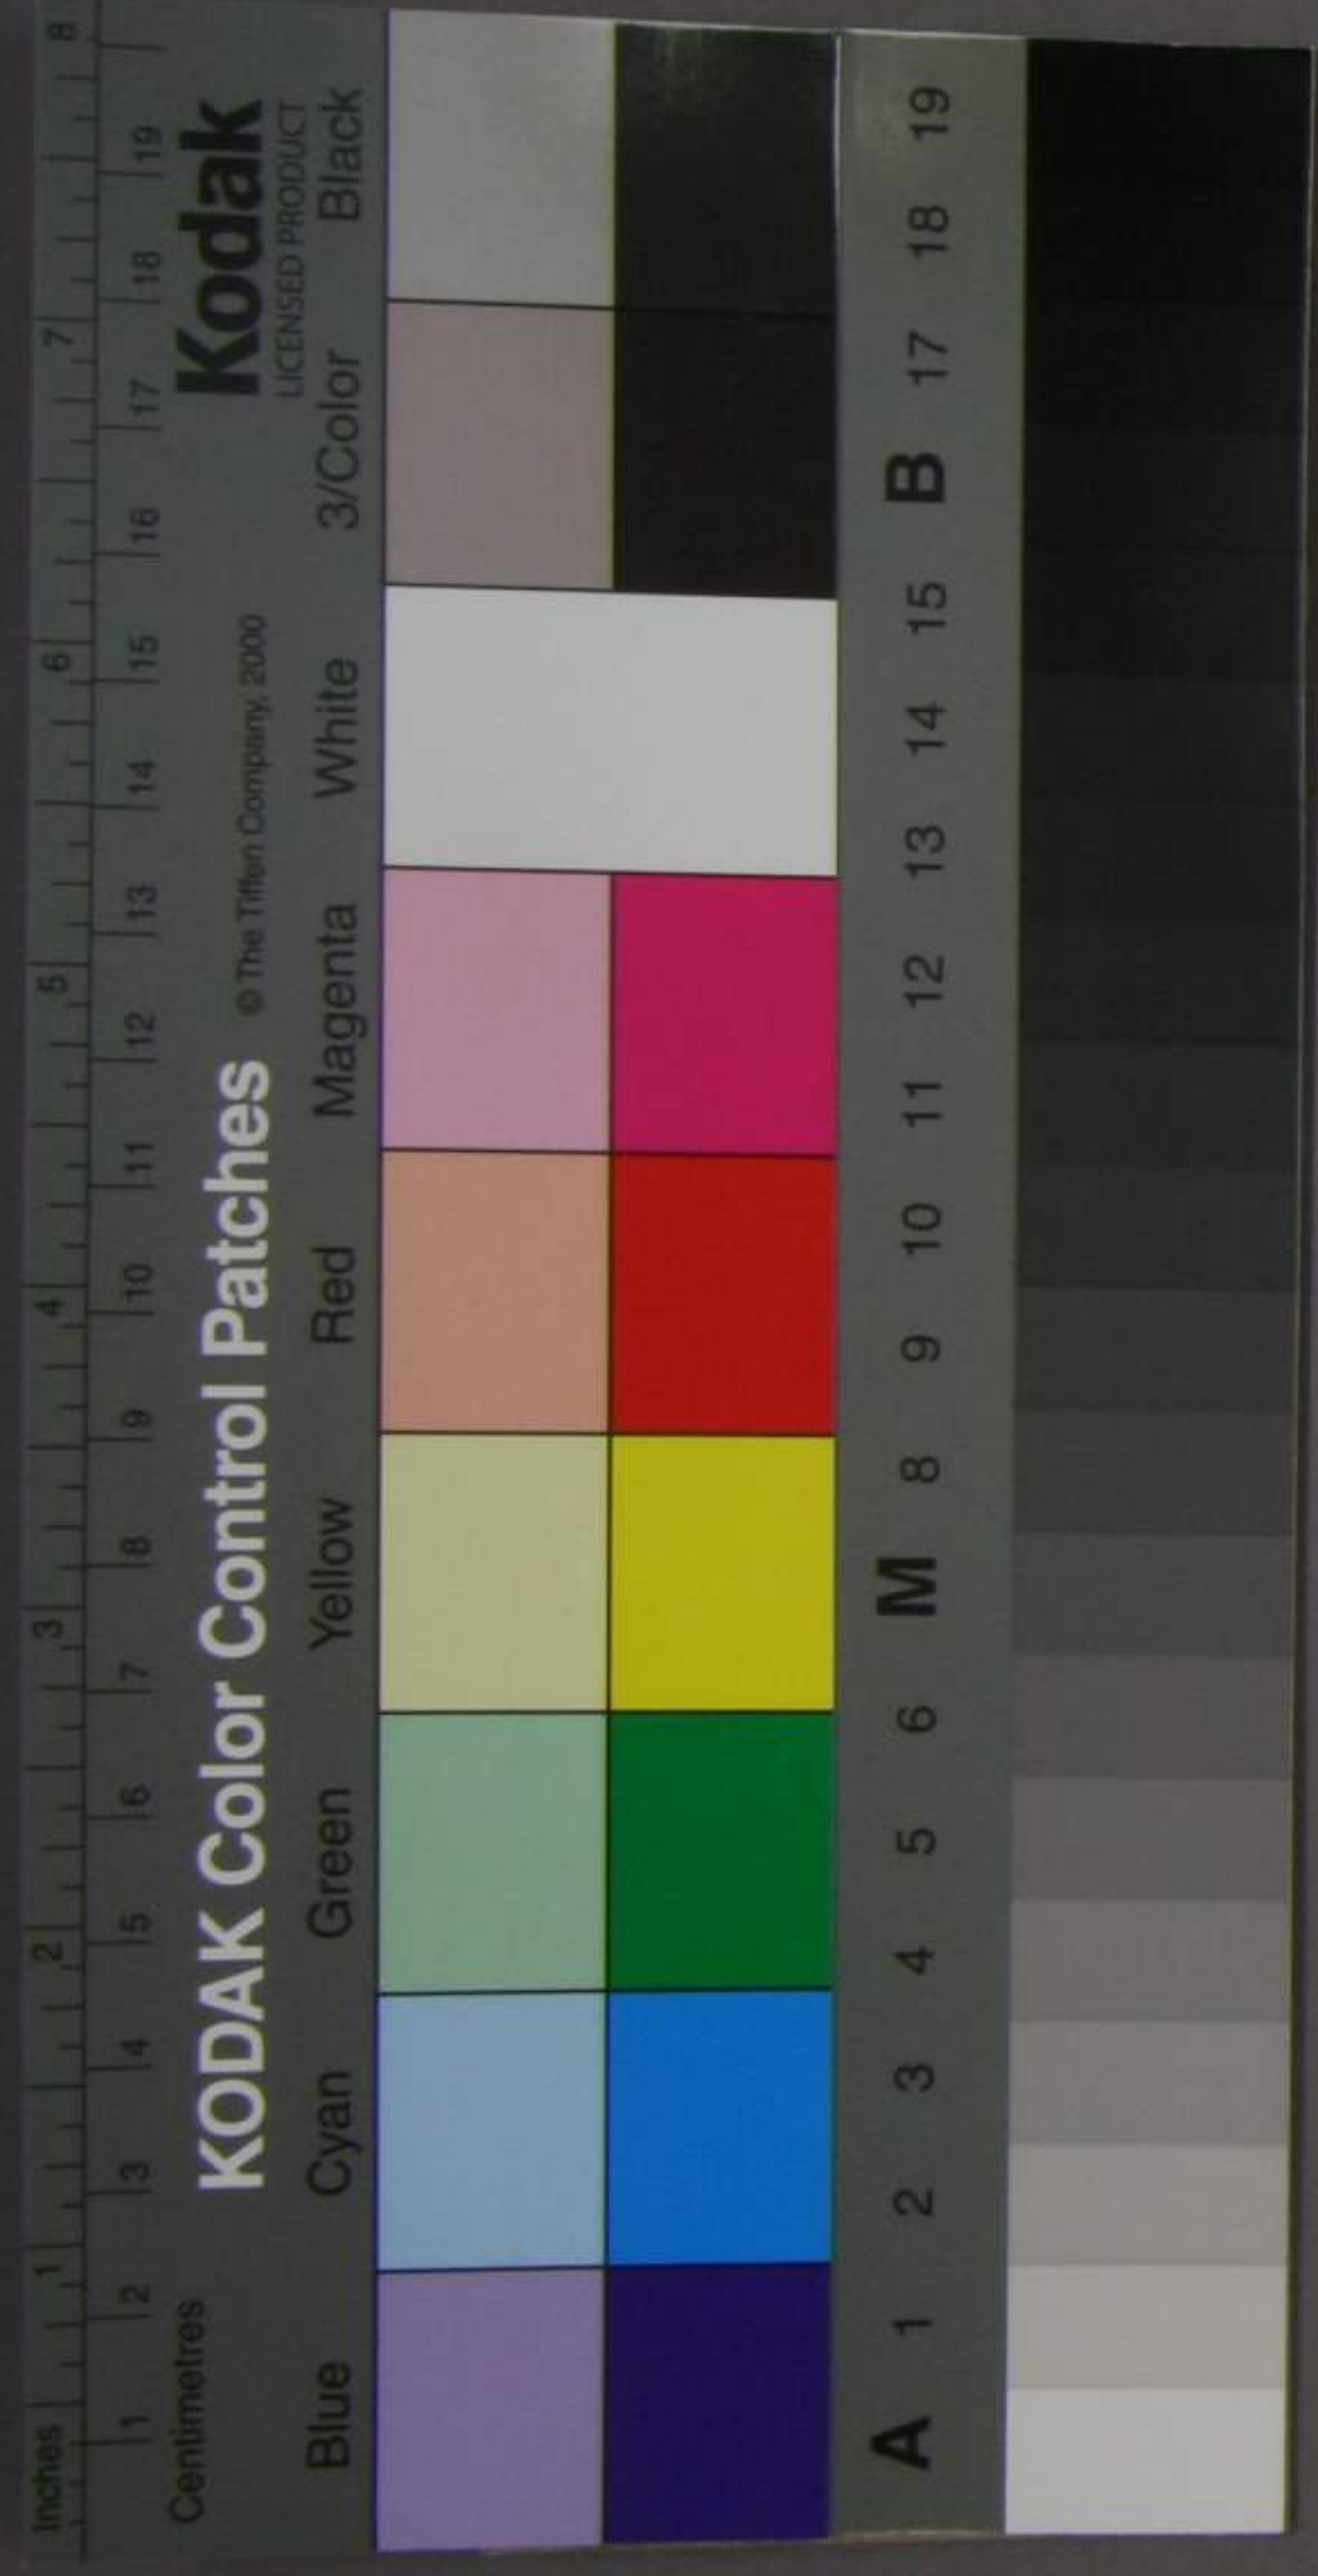 Inches 1 2 3 4 5 6 7 8
1 2 3 4 5 6 7 8 9 10 11 12 13 14 15 16 17 18 19
Centimetres
KODAK Color Control Patches © The Tiffen Company, 2000 Kodak
LICENSED PRODUCT
Blue Cyan Green Yellow Red Magenta White 3/Color Black
A 1 2 3 4 5 6 M 8 9 10 11 12 13 14 15 B 17 18 19